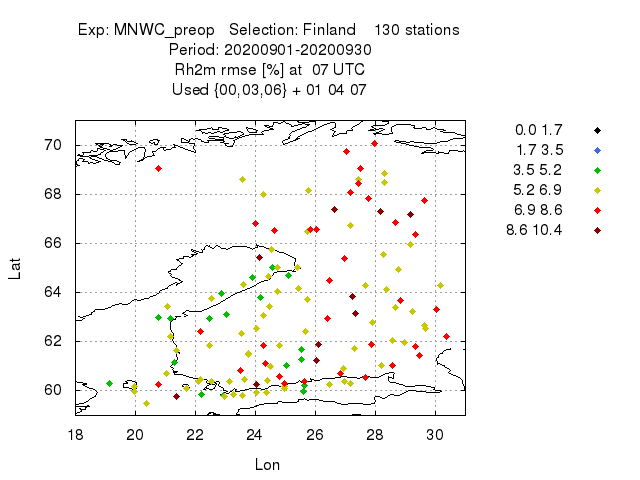 Exp: MNWC_preop   Selection: Finland    130 stations
Period: 20200901-20200930
Rh2m rmse [%] at  07 UTC
Used {00,03,06} + 01 04 07
0.0 1.7
1.7 3.5
3.5 5.2
5.2 6.9
6.9 8.6
8.6 10.4
70
68
66
64
62
60
Lat
18 20 22 24 26 28 30
Lon